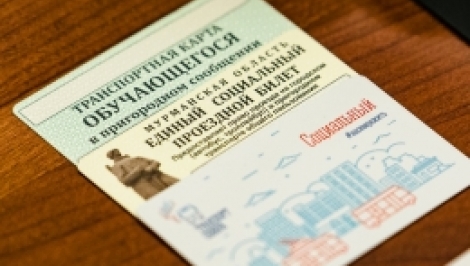 ТРАНСПОРТНАЯ КАРТА
ОБУЧАЮЩЕГОСЯ
в пригородном сообщении
МУРМАНСКАЯ ОБЛАСТЬ
ЕДИНЫЙ СОЦИАЛЬНЫЙ
ПРОЕЗДНОЙ БИЛЕТ
Социальный